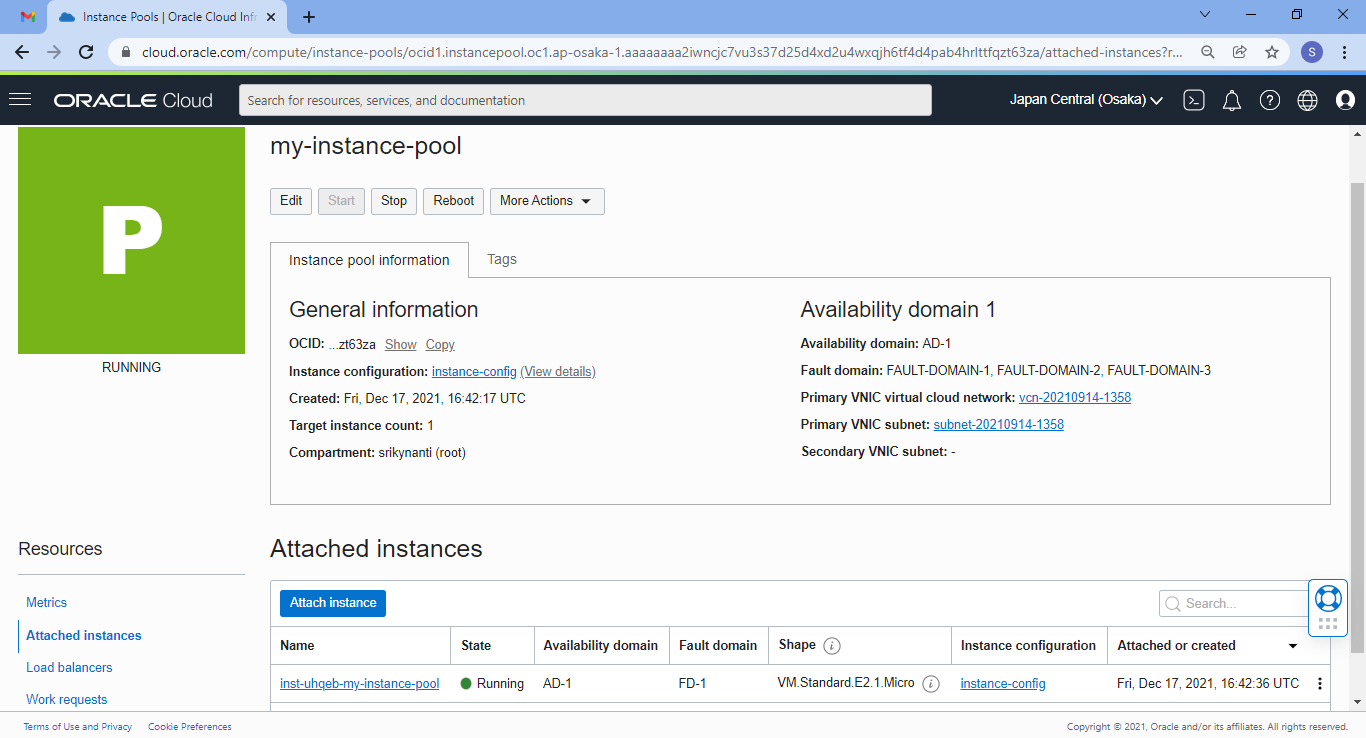 Instance Pools | Oracle Cloud Infr
cloud.oracle.com/compute/instance-pools/ocid1.instancepool.oc1.ap-osaka-1.aaaaaaaa2iwncjc7vu3s37d25d4xd2u4wxqjh6tf4d4pab4hrlttfqzt63za/attached-instances?r...
S
ORACLE Cloud
Search for resources, services, and documentation
Japan Central (Osaka)
P
RUNNING
my-instance-pool
Edit Start Stop Reboot More Actions
Instance pool information Tags
General information
OCID: ...zt63za Show Copy
Instance configuration: instance-config (View details)
Created: Fri, Dec 17, 2021, 16:42:17 UTC
Target instance count: 1
Compartment: srikynanti (root)
Availability domain 1
Availability domain: AD-1
Fault domain: FAULT-DOMAIN-1, FAULT-DOMAIN-2, FAULT-DOMAIN-3
Primary VNIC virtual cloud network: vcn-20210914-1358
Primary VNIC subnet: subnet-20210914-1358
Secondary VNIC subnet: -
Resources
Metrics
Attached instances
Load balancers
Work requests
Attached instances
Attach instance
Search...
Name State Availability domain Fault domain Shape i Instance configuration Attached or created
inst-uhqeb-my-instance-pool Running AD-1 FD-1 VM.Standard.E2.1.Micro i instance-config Fri, Dec 17, 2021, 16:42:36 UTC
Terms of Use and Privacy Cookie Preferences
Copyright © 2021, Oracle and/or its affiliates. All rights reserved.